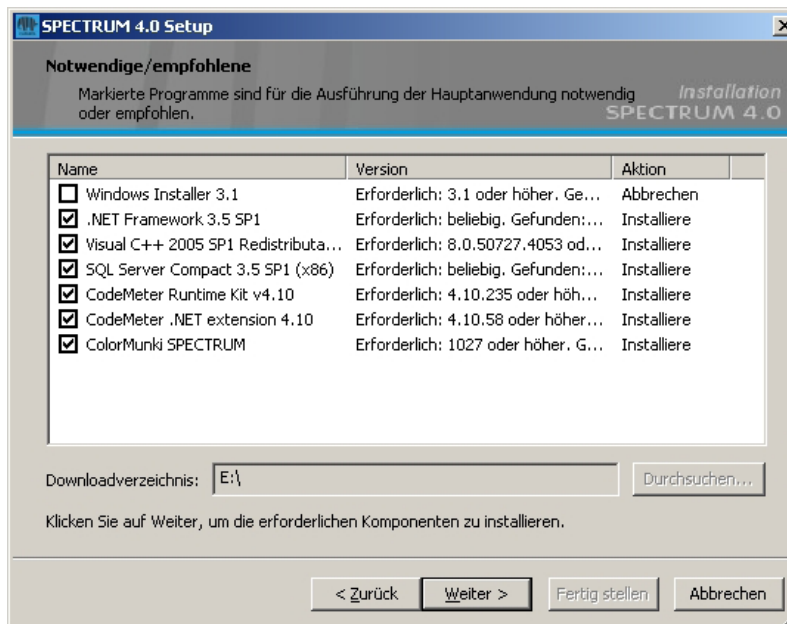 SPECTRUM 4.0 Setup
Notwendige/empfohlene
Markierte Programme sind für die Ausführung der Hauptanwendung notwendig
oder empfohlen.
Installation
SPECTRUM 4.0
Name Version Aktion
Windows Installer 3.1 Erforderlich: 3.1 oder höher. Ge... Abbrechen
.NET Framework 3.5 SP1 Erforderlich: beliebig. Gefunden:... Installiere
Visual C++ 2005 SP1 Redistributa... Erforderlich: 8.0.50727.4053 od... Installiere
SQL Server Compact 3.5 SP1 (x86) Erforderlich: beliebig. Gefunden:... Installiere
CodeMeter Runtime Kit v4.10 Erforderlich: 4.10.235 oder höh... Installiere
CodeMeter .NET extension 4.10 Erforderlich: 4.10.58 oder höher... Installiere
ColorMunki SPECTRUM Erforderlich: 1027 oder höher. G... Installiere
Downloadverzeichnis: E:\ Durchsuchen...
Klicken Sie auf Weiter, um die erforderlichen Komponenten zu installieren.
< Zurück Weiter > Fertig stellen Abbrechen